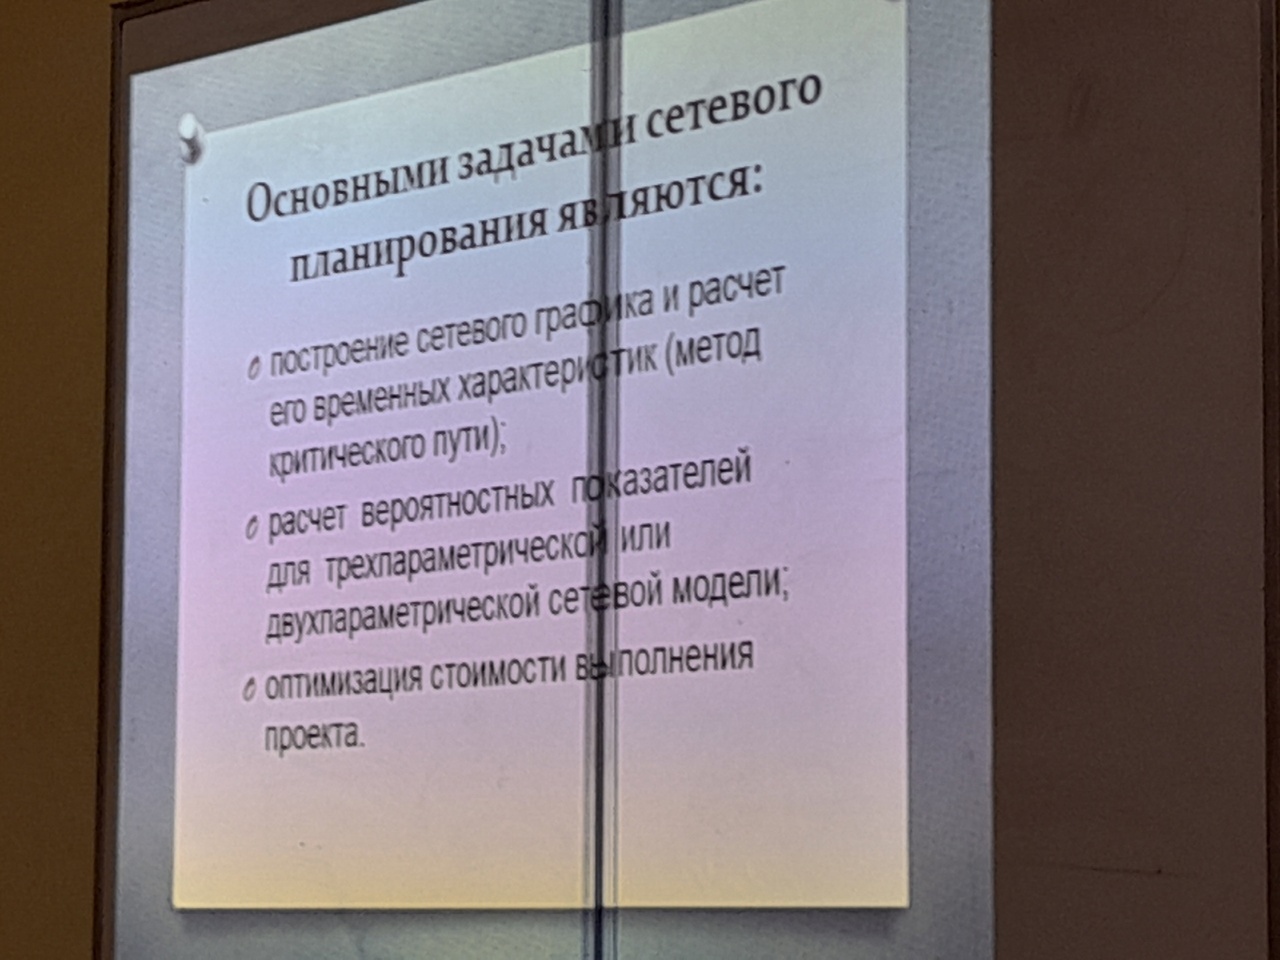 Основными задачами сетевого
планирования являются:
построение сетевого графика и расчет
его временных характеристик (метод
критического пути);
расчет вероятностных показателей
для трехпараметрической или
двухпараметрической сетевой модели;
оптимизация стоимости выполнения
проекта.